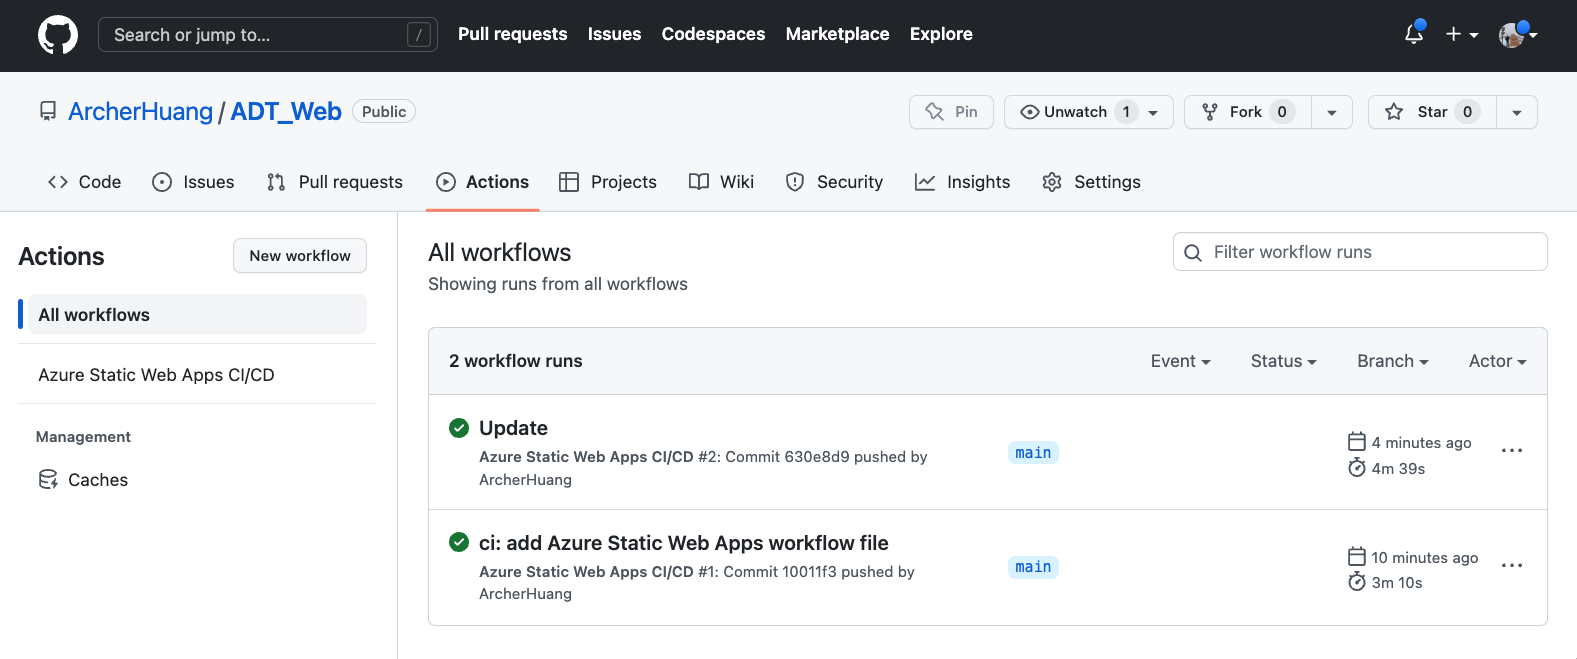 Search or jump to... /
Pull requests Issues Codespaces Marketplace Explore
ArcherHuang / ADT_Web Public
Pin Unwatch 1 Fork 0 Star 0
Code Issues Pull requests Actions Projects Wiki Security Insights Settings
Actions New workflow
All workflows
Azure Static Web Apps CI/CD
Management
Caches
All workflows
Showing runs from all workflows
Filter workflow runs
2 workflow runs Event Status Branch Actor
Update
Azure Static Web Apps CI/CD #2: Commit 630e8d9 pushed by
ArcherHuang
main
4 minutes ago
4m 39s
ci: add Azure Static Web Apps workflow file
Azure Static Web Apps CI/CD #1: Commit 10011f3 pushed by
ArcherHuang
main
10 minutes ago
3m 10s